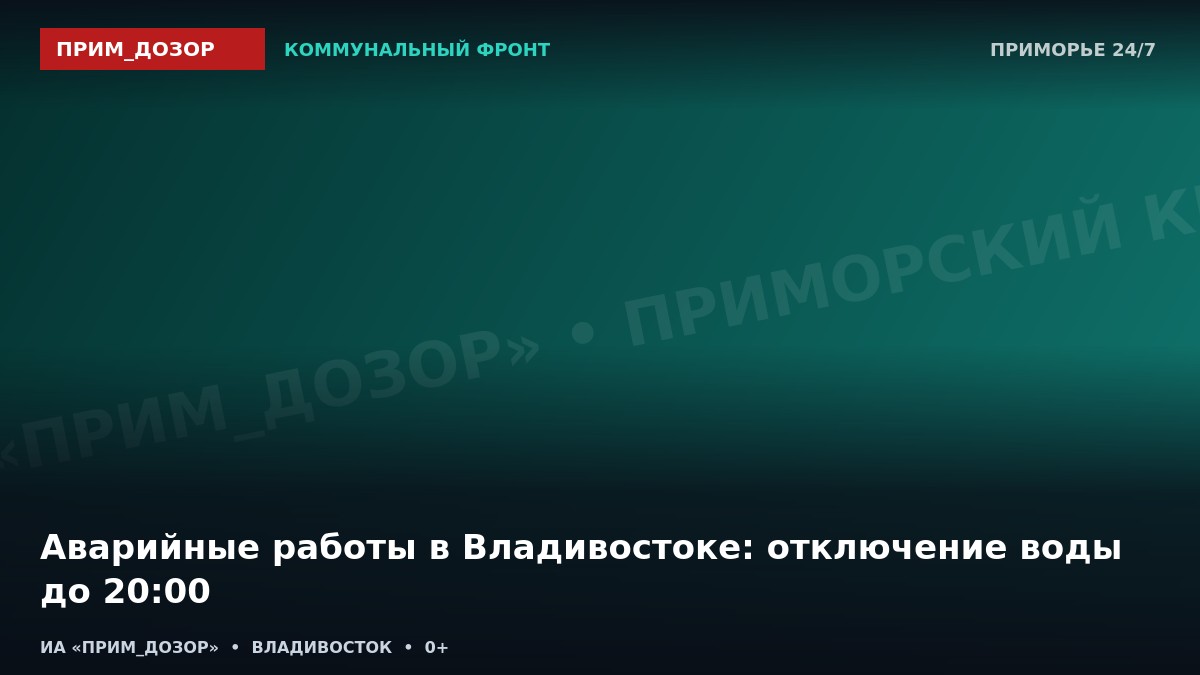 ПРИМ_ДОЗОР
КОММУНАЛЬНЫЙ ФРОНТ
ПРИМОРЬЕ 24/7
«ПРИМ_ДОЗОР» • ПРИМОРСКИЙ
Аварийные работы в Владивостоке: отключение воды
до 20:00
ИА «ПРИМ_ДОЗОР» • ВЛАДИВОСТОК • 0+